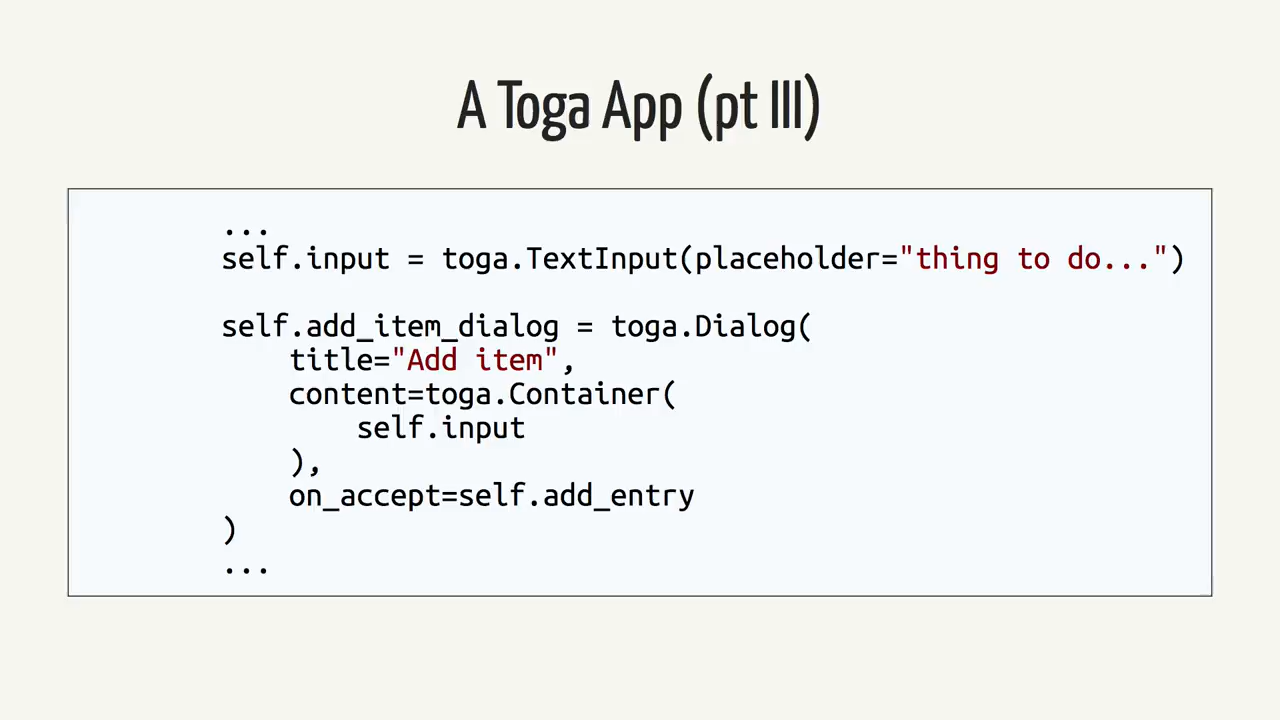 A Toga App (pt III)
...
self.input = toga.TextInput(placeholder="thing to do...")
self.add_item_dialog = toga.Dialog(
title="Add item",
content=toga.Container(
self.input
),
on_accept=self.add_entry
)
...